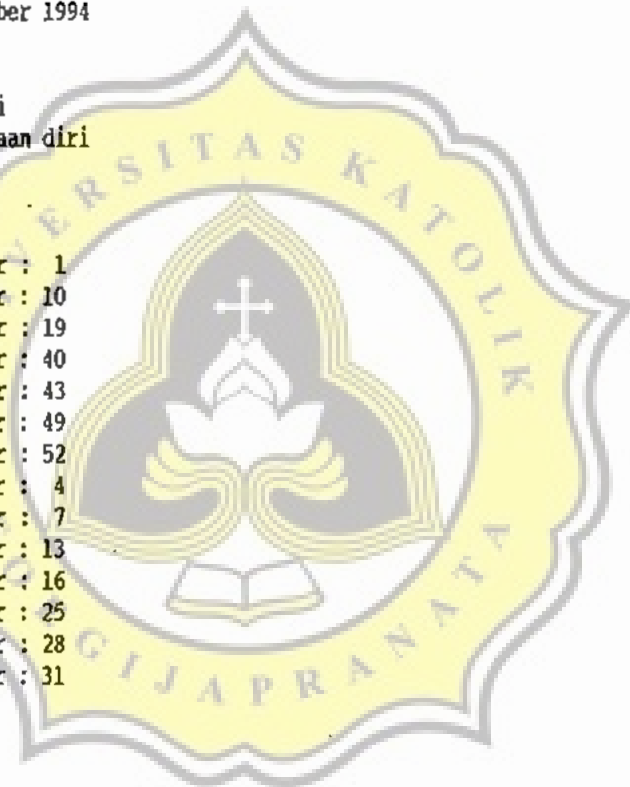 ber 1994
i
aan diri
r : 1
r : 10
r : 19
r : 40
r : 43
r : 49
r : 52
r : 4
r : 7
r : 13
r : 16
r : 25
r : 28
r : 31
VERSITAS KATOLIK
GIJAPRANATA